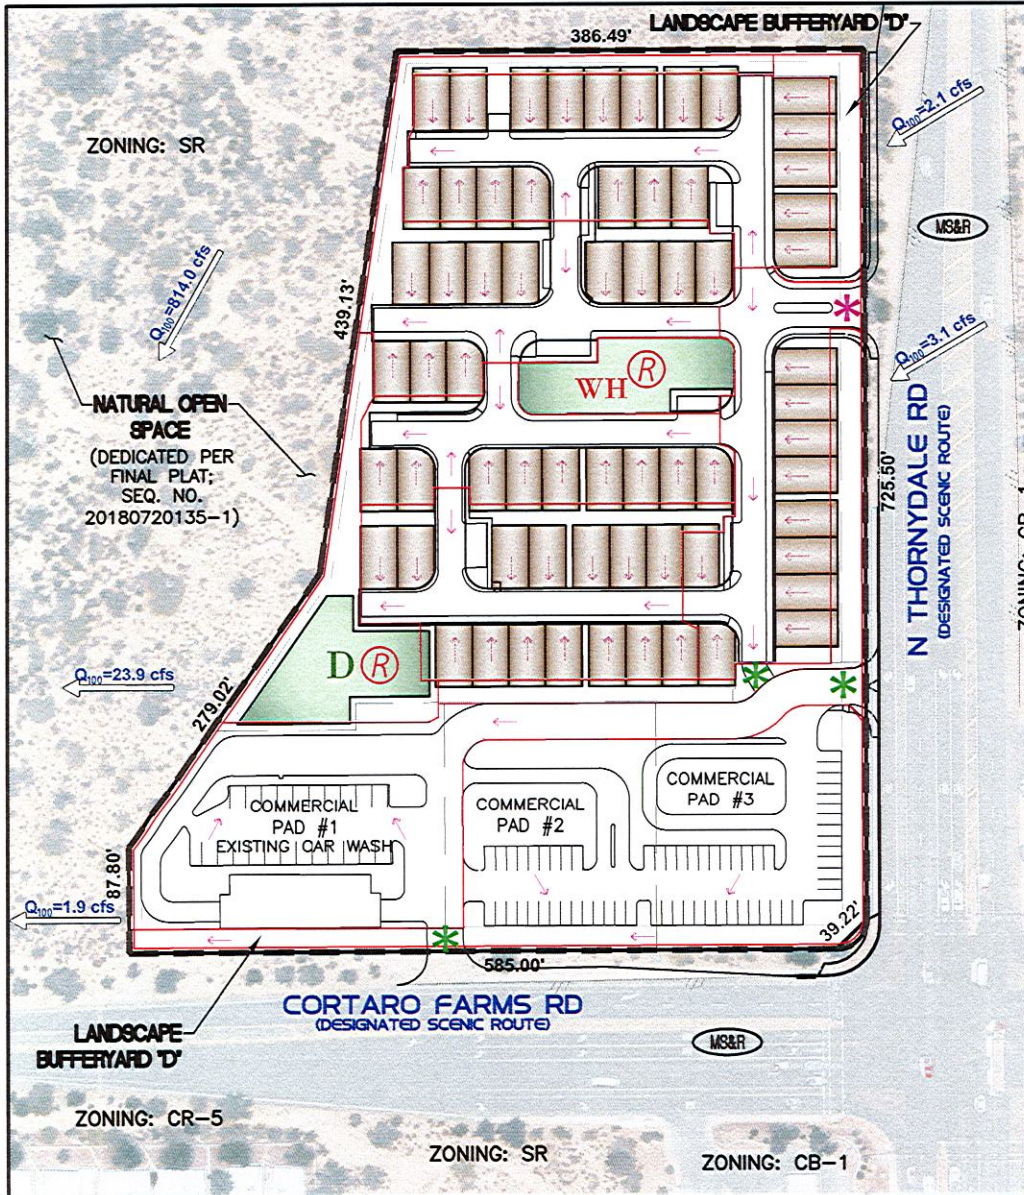 LANDSCAPE BUFFERYARD "D"
386.49'
Q100=2.1 cfs
ZONING: SR
MS&R
Q100=814.0 cfs
439.13'
Q100=3.1 cfs
WH R
NATURAL OPEN
SPACE
(DEDICATED PER
FINAL PLAT;
SEQ. NO.
20180720135-1)
725.50'
N THORNYDALE RD
(DESIGNATED SCENIC ROUTE)
ZONING: CB-1
D R
Q100=23.9 cfs
279.02'
COMMERCIAL
PAD #1
EXISTING CAR WASH
COMMERCIAL
PAD #2
COMMERCIAL
PAD #3
87.80'
Q100=1.9 cfs
39.22'
585.00'
CORTARO FARMS RD
(DESIGNATED SCENIC ROUTE)
LANDSCAPE
BUFFERYARD "D"
MS&R
ZONING: CR-5
ZONING: SR
ZONING: CB-1